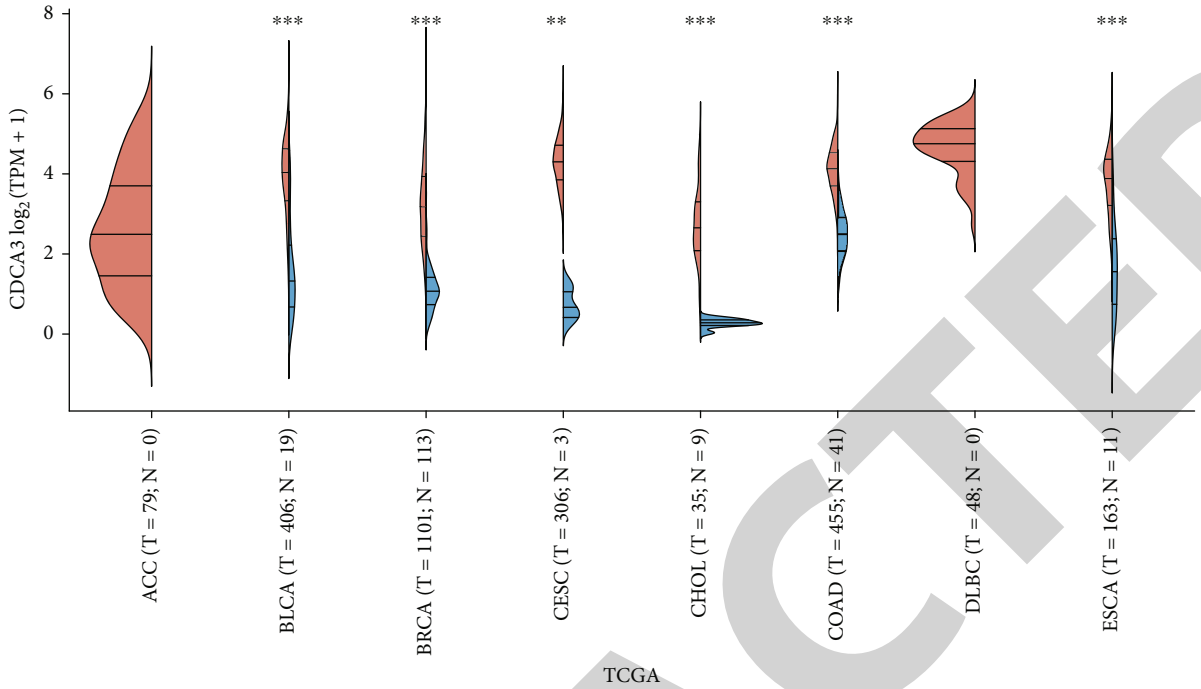 8
6
4
2
0
CDCA3 log₂(TPM + 1)
***
***
**
***
***
***
ACC (T = 79; N = 0)
BLCA (T = 406; N = 19)
BRCA (T = 1101; N = 113)
CESC (T = 306; N = 3)
CHOL (T = 35; N = 9)
COAD (T = 455; N = 41)
DLBC (T = 48; N = 0)
ESCA (T = 163; N = 11)
TCGA
ACTE